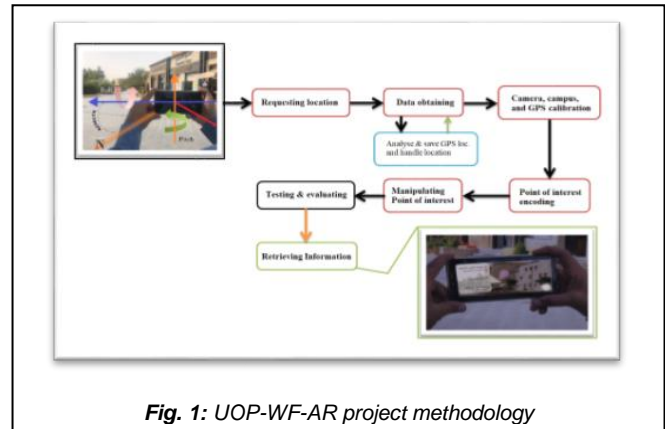 Requesting location
Data obtaining
Camera, campus,
and GPS calibration
Analyse & save GPS loc.
and handle location
Testing & evaluating
Manipulating
Point of interest
Point of interest
encoding
Retrieving Information
N
Pitch
Fig. 1: UOP-WF-AR project methodology